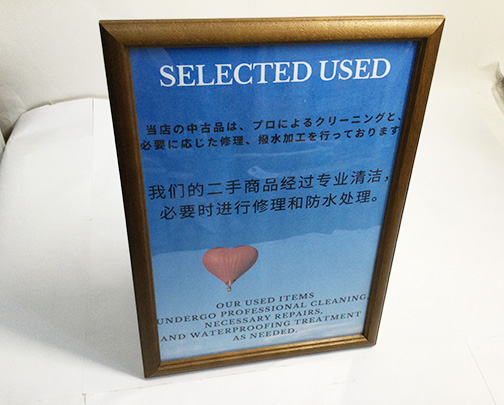 SELECTED USED
当店の中古品は、プロによるクリーニングと、
必要に応じた修理、撥水加工を行っております
我们的二手商品经过专业清洁，
必要时进行修理和防水处理。
OUR USED ITEMS
UNDERGO PROFESSIONAL CLEANING,
NECESSARY REPAIRS,
AND WATERPROOFING TREATMENT
AS NEEDED.